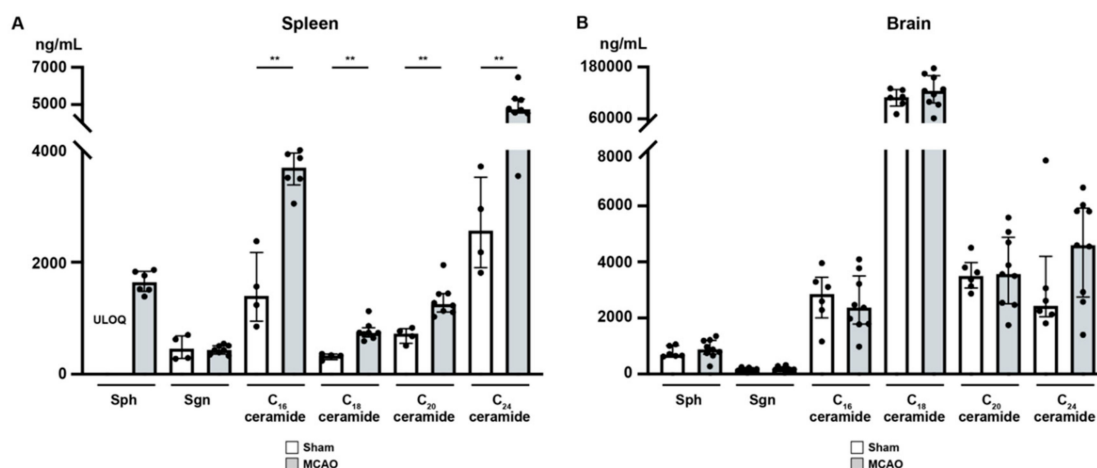 A
Spleen
ng/mL
7000
5000
4000
2000
0
** ** ** **
ULOQ
Sph Sgn C16 ceramide C18 ceramide C20 ceramide C24 ceramide
Sham
MCAO
B
Brain
ng/mL
180000
60000
8000
6000
4000
2000
0
Sph Sgn C16 ceramide C18 ceramide C20 ceramide C24 ceramide
Sham
MCAO